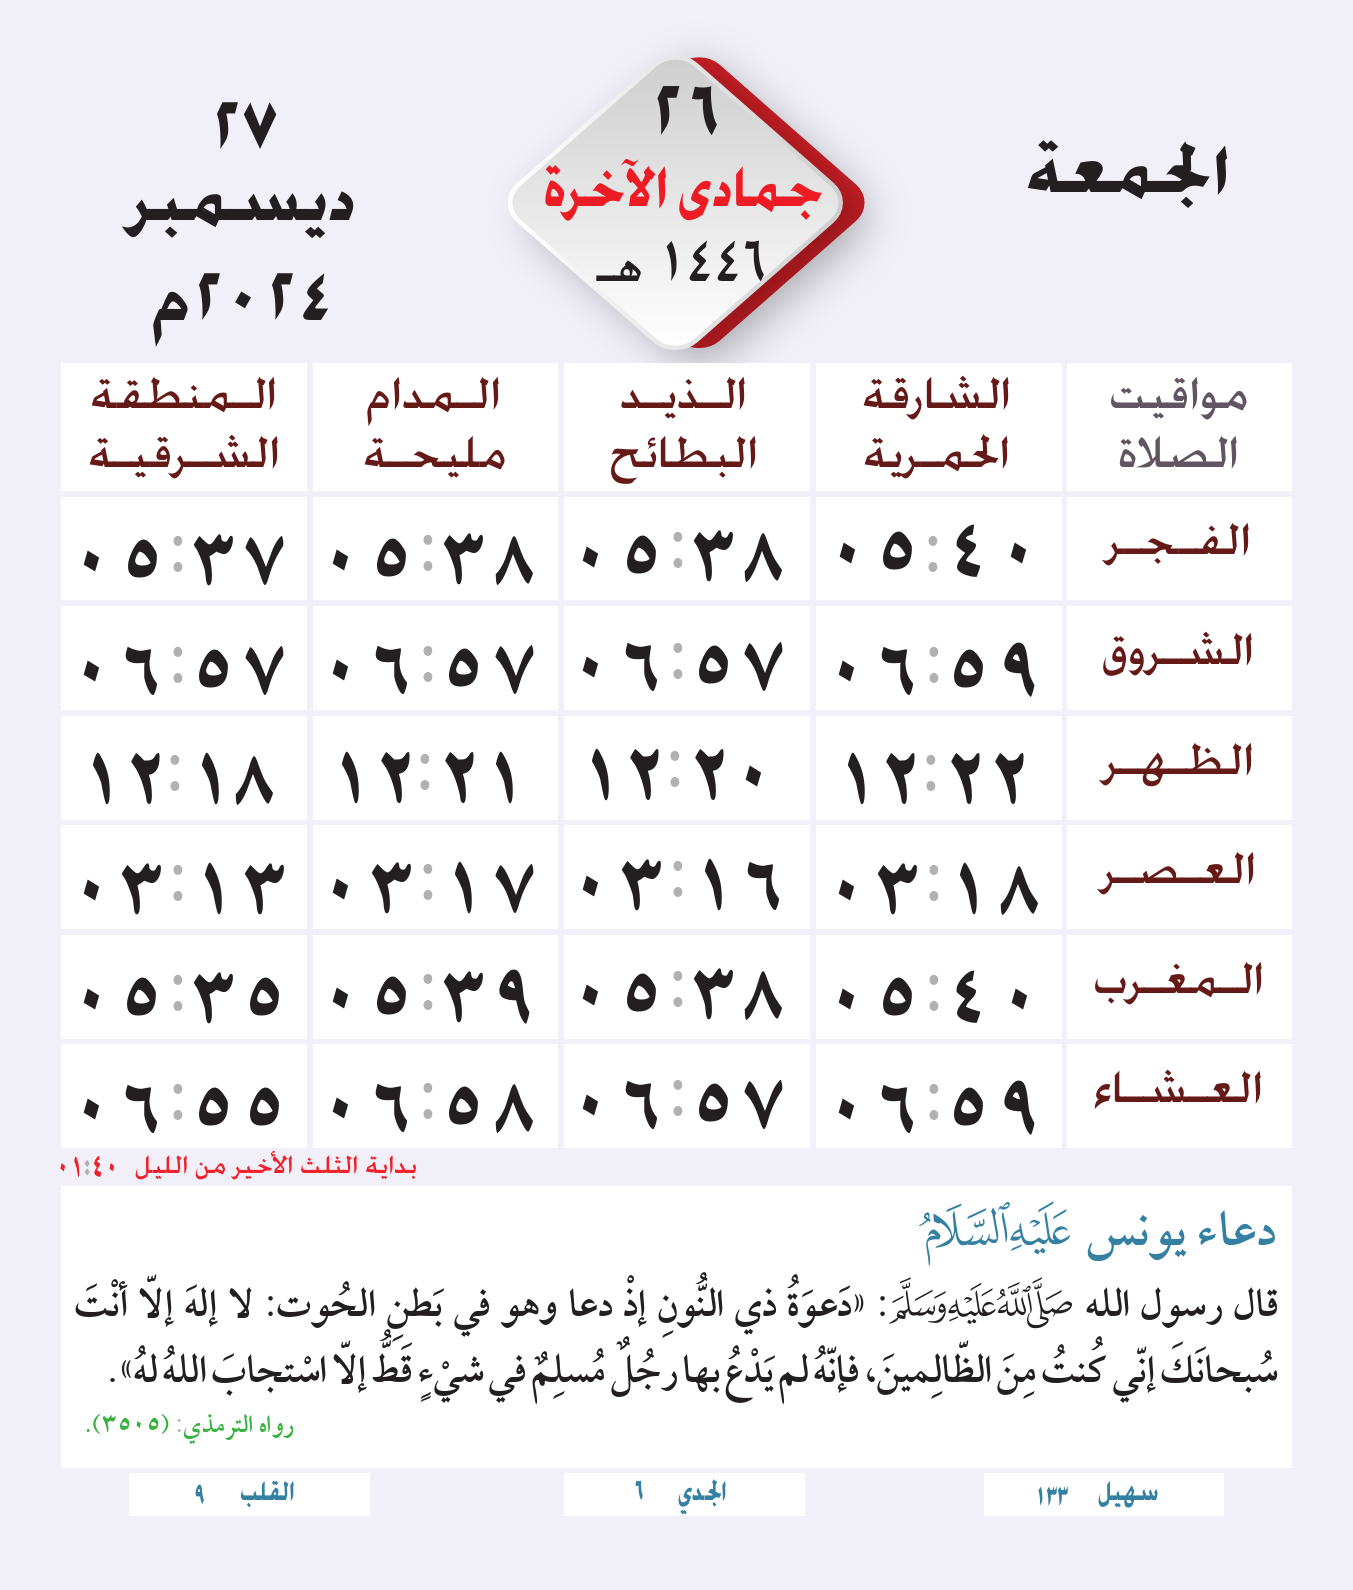 الجمعة
٢٦
جمادى الآخرة
١٤٤٦ هـ
٢٧
ديسمبر
٢٠٢٤م
مواقيت الصلاة | الشارقة الحمرية | الذيد البطائح | المدام مليحة | المنطقة الشرقية
الفجر ٠٥:٤٠ ٠٥:٣٨ ٠٥:٣٨ ٠٥:٣٧
الشروق ٠٦:٥٩ ٠٦:٥٧ ٠٦:٥٧ ٠٦:٥٧
الظهر ١٢:٢٢ ١٢:٢٠ ١٢:٢١ ١٢:١٨
العصر ٠٣:١٨ ٠٣:١٦ ٠٣:١٧ ٠٣:١٣
المغرب ٠٥:٤٠ ٠٥:٣٨ ٠٥:٣٩ ٠٥:٣٥
العشاء ٠٦:٥٩ ٠٦:٥٧ ٠٦:٥٨ ٠٦:٥٥
بداية الثلث الأخير من الليل ٠١:٤٠
دعاء يونس عَلَيْهِ ٱلسَّلَامُ
قال رسول الله صَلَّى ٱللَّهُ عَلَيْهِ وَسَلَّمَ: «دَعوَةُ ذي النُّونِ إذْ دعا وهو في بَطنِ الحُوت: لا إلهَ إلاّ أنْتَ
سُبحانَكَ إنّي كُنتُ مِنَ الظّالِمينَ، فإنّهُ لم يَدْعُ بها رجُلٌ مُسلِمٌ في شيْءٍ قَطُّ إلاّ اسْتجابَ اللهُ لهُ».
رواه الترمذي: (٣٥٠٥).
سهيل ١٣٣
الجدي ٦
القلب ٩